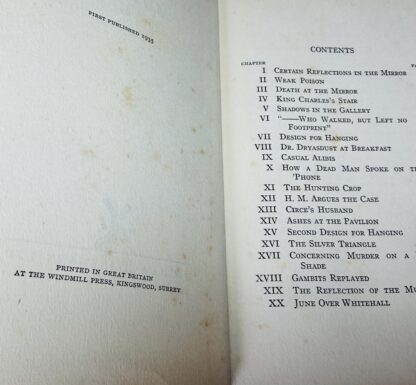 FIRST PUBLISHED 1935
PRINTED IN GREAT BRITAIN
AT THE WINDMILL PRESS, KINGSWOOD, SURREY
CONTENTS
CHAPTER
I CERTAIN REFLECTIONS IN THE MIRROR
II WEAK POISON
III DEATH AT THE MIRROR
IV KING CHARLES'S STAIR
V SHADOWS IN THE GALLERY
VI "——WHO WALKED, BUT LEFT NO
FOOTPRINT"
VII DESIGN FOR HANGING
VIII DR. DRYASDUST AT BREAKFAST
IX CASUAL ALIBIS
X HOW A DEAD MAN SPOKE ON THE
'PHONE
XI THE HUNTING CROP
XII H. M. ARGUES THE CASE
XIII CIRCE'S HUSBAND
XIV ASHES AT THE PAVILION
XV SECOND DESIGN FOR HANGING
XVI THE SILVER TRIANGLE
XVII CONCERNING MURDER ON A
SHADE
XVIII GAMBITS REPLAYED
XIX THE REFLECTION OF THE
XX JUNE OVER WHITEHALL